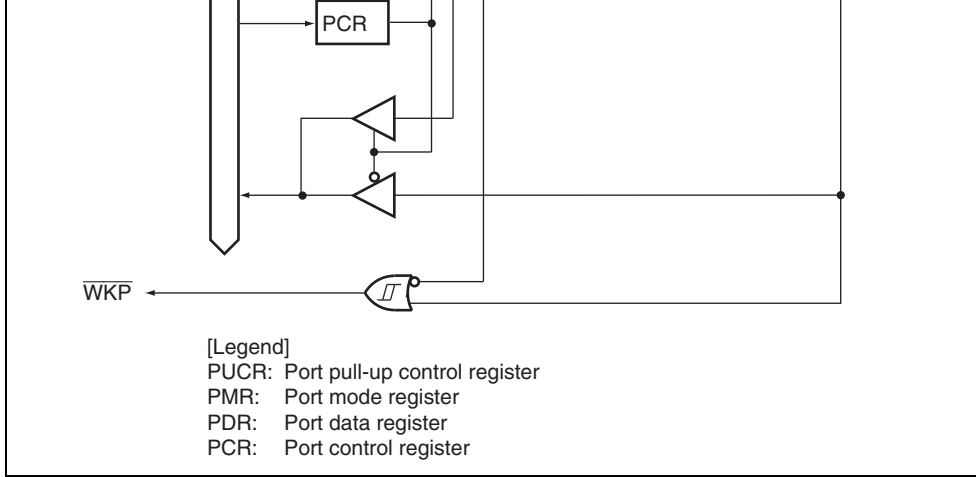 PCR
WKP
[Legend]
PUCR: Port pull-up control register
PMR: Port mode register
PDR: Port data register
PCR: Port control register